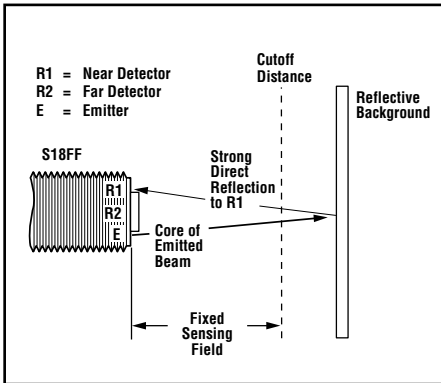 R1 = Near Detector
R2 = Far Detector
E = Emitter
Cutoff
Distance
Reflective
Background
S18FF
Strong
Direct
Reflection
to R1
R1
R2
E
Core of
Emitted
Beam
Fixed
Sensing
Field